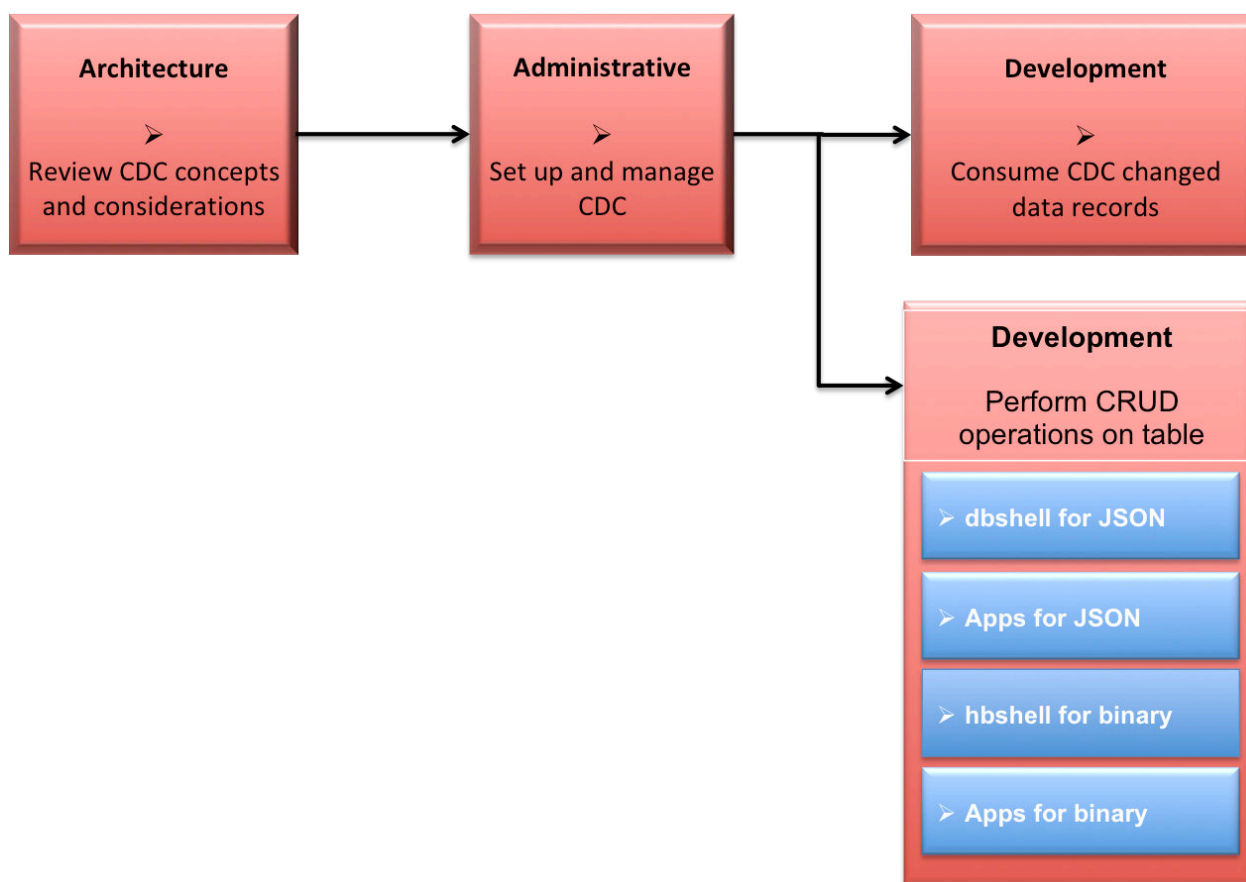 Architecture
➢
Review CDC concepts
and considerations
Administrative
➢
Set up and manage
CDC
Development
➢
Consume CDC changed
data records
Development
Perform CRUD
operations on table
➢ dbshell for JSON
➢ Apps for JSON
➢ hbshell for binary
➢ Apps for binary